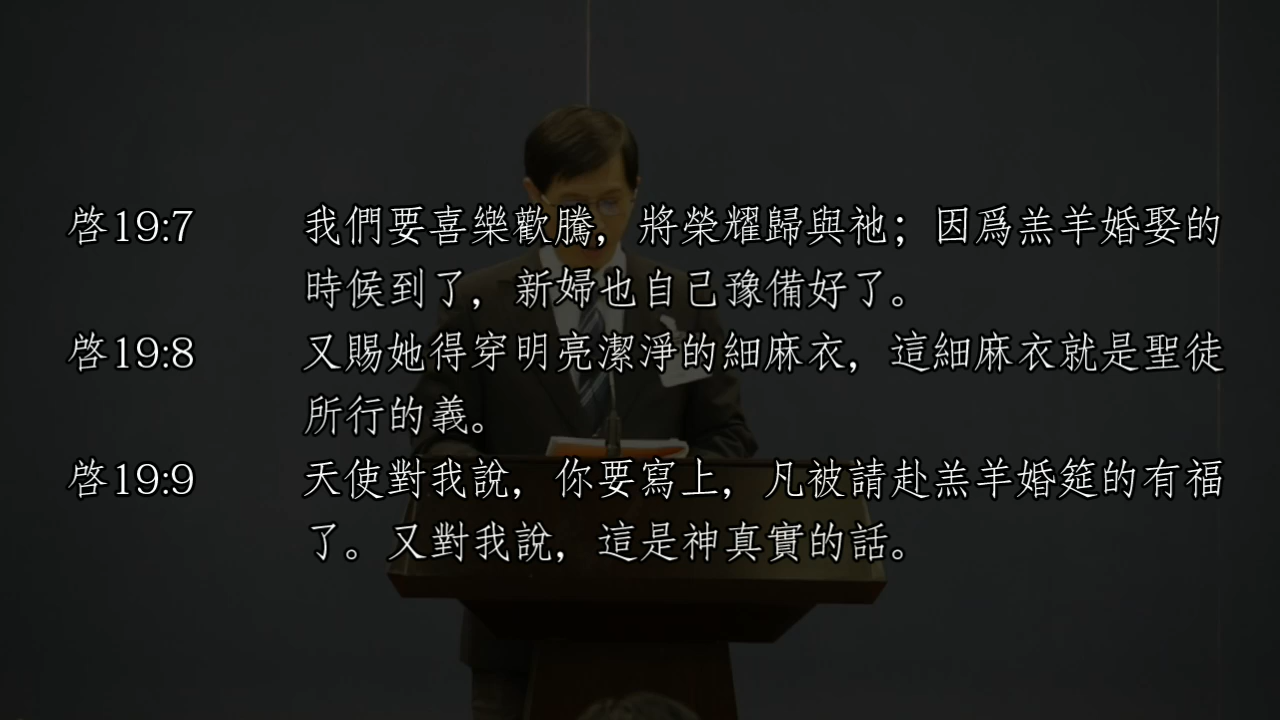 啓19:7 我們要喜樂歡騰，將榮耀歸與祂；因爲羔羊婚娶的
時候到了，新婦也自己豫備好了。
啓19:8 又賜她得穿明亮潔淨的細麻衣，這細麻衣就是聖徒
所行的義。
啓19:9 天使對我說，你要寫上，凡被請赴羔羊婚筵的有福
了。又對我說，這是神真實的話。